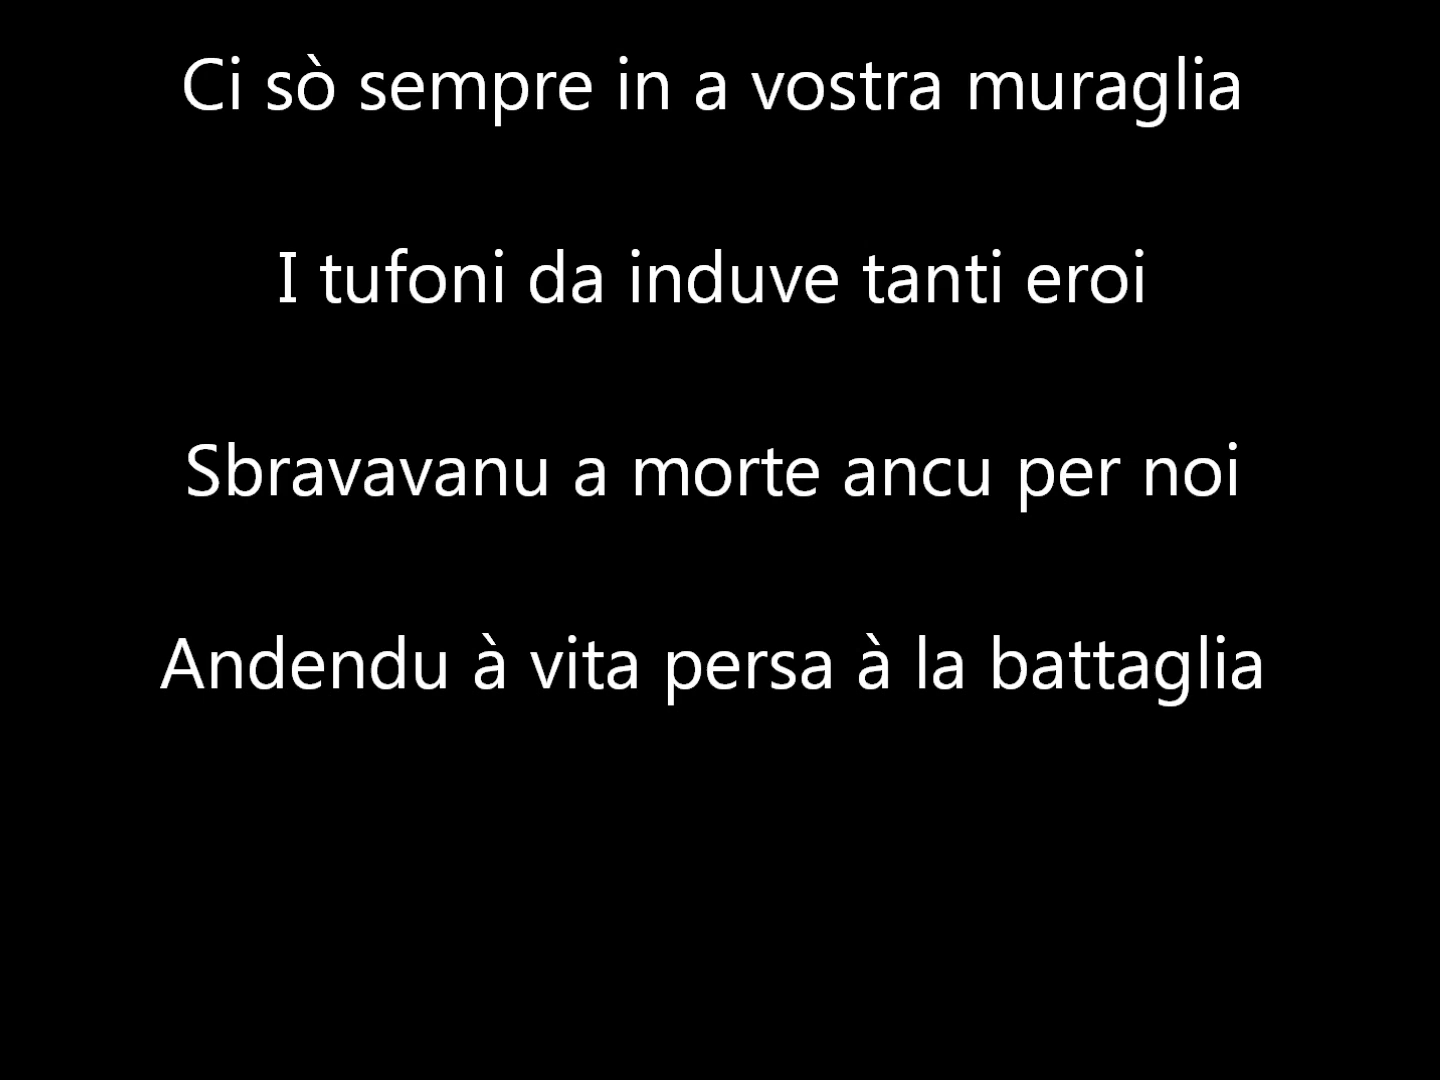 Ci sò sempre in a vostra muraglia
I tufoni da induve tanti eroi
Sbravavanu a morte ancu per noi
Andendu à vita persa à la battaglia